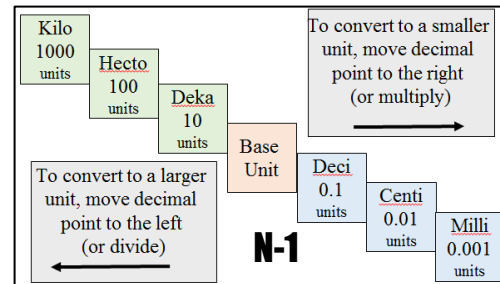 Kilo
1000
units
Hecto
100
units
Deka
10
units
Base
Unit
Deci
0.1
units
Centi
0.01
units
Milli
0.001
units
To convert to a smaller
unit, move decimal
point to the right
(or multiply)
To convert to a larger
unit, move decimal
point to the left
(or divide)
N-1